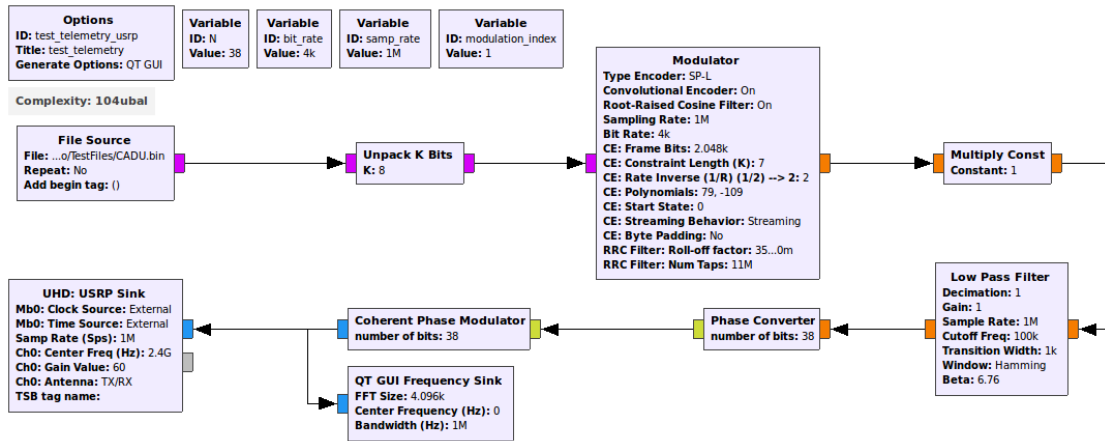 Options
ID: test_telemetry_usrp
Title: test_telemetry
Generate Options: QT GUI
Variable
ID: N
Value: 38
Variable
ID: bit_rate
Value: 4k
Variable
ID: samp_rate
Value: 1M
Variable
ID: modulation_index
Value: 1
Complexity: 104ubal
File Source
File: ...o/TestFiles/CADU.bin
Repeat: No
Add begin tag: ()
Unpack K Bits
K: 8
Modulator
Type Encoder: SP-L
Convolutional Encoder: On
Root-Raised Cosine Filter: On
Sampling Rate: 1M
Bit Rate: 4k
CE: Frame Bits: 2.048k
CE: Constraint Length (K): 7
CE: Rate Inverse (1/R) (1/2) --> 2: 2
CE: Polynomials: 79, -109
CE: Start State: 0
CE: Streaming Behavior: Streaming
CE: Byte Padding: No
RRC Filter: Roll-off factor: 35...0m
RRC Filter: Num Taps: 11M
Multiply Const
Constant: 1
UHD: USRP Sink
Mb0: Clock Source: External
Mb0: Time Source: External
Samp Rate (Sps): 1M
Ch0: Center Freq (Hz): 2.4G
Ch0: Gain Value: 60
Ch0: Antenna: TX/RX
TSB tag name:
Coherent Phase Modulator
number of bits: 38
QT GUI Frequency Sink
FFT Size: 4.096k
Center Frequency (Hz): 0
Bandwidth (Hz): 1M
Phase Converter
number of bits: 38
Low Pass Filter
Decimation: 1
Gain: 1
Sample Rate: 1M
Cutoff Freq: 100k
Transition Width: 1k
Window: Hamming
Beta: 6.76